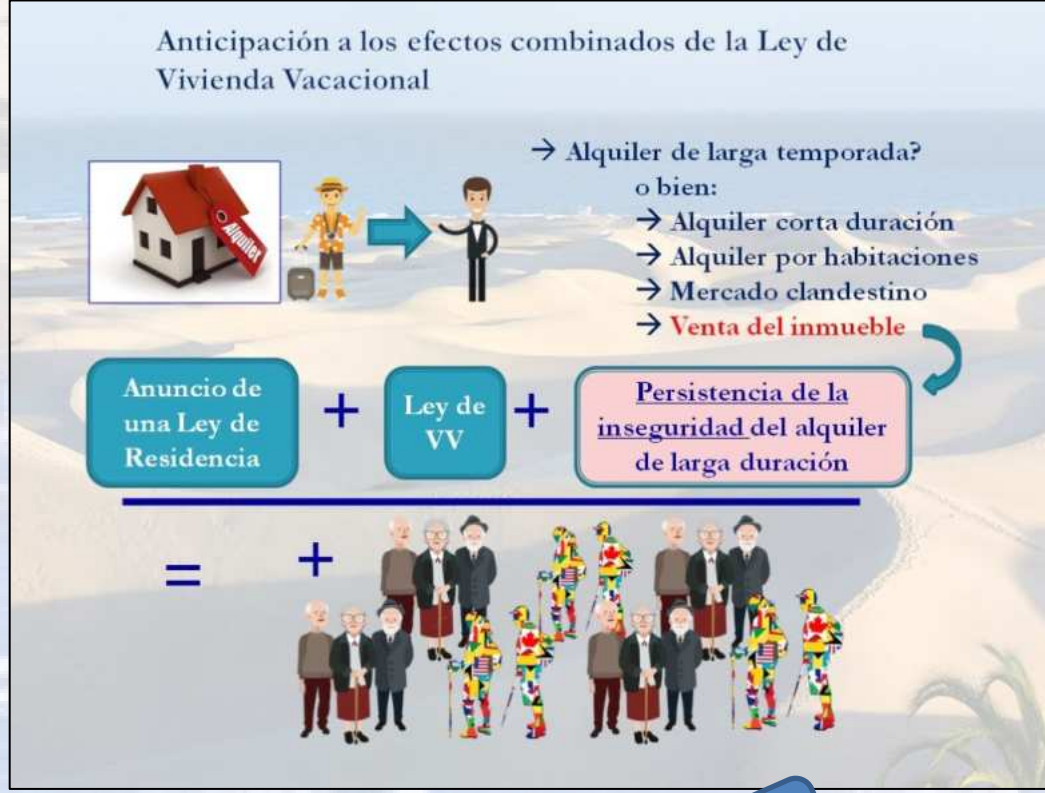 Anticipación a los efectos combinados de la Ley de
Vivienda Vacacional
→ Alquiler de larga temporada?
o bien:
→ Alquiler corta duración
→ Alquiler por habitaciones
→ Mercado clandestino
→ Venta del inmueble
Alquiler
Anuncio de
una Ley de
Residencia
+
Ley de
VV
+
Persistencia de la
inseguridad del alquiler
de larga duración
= +